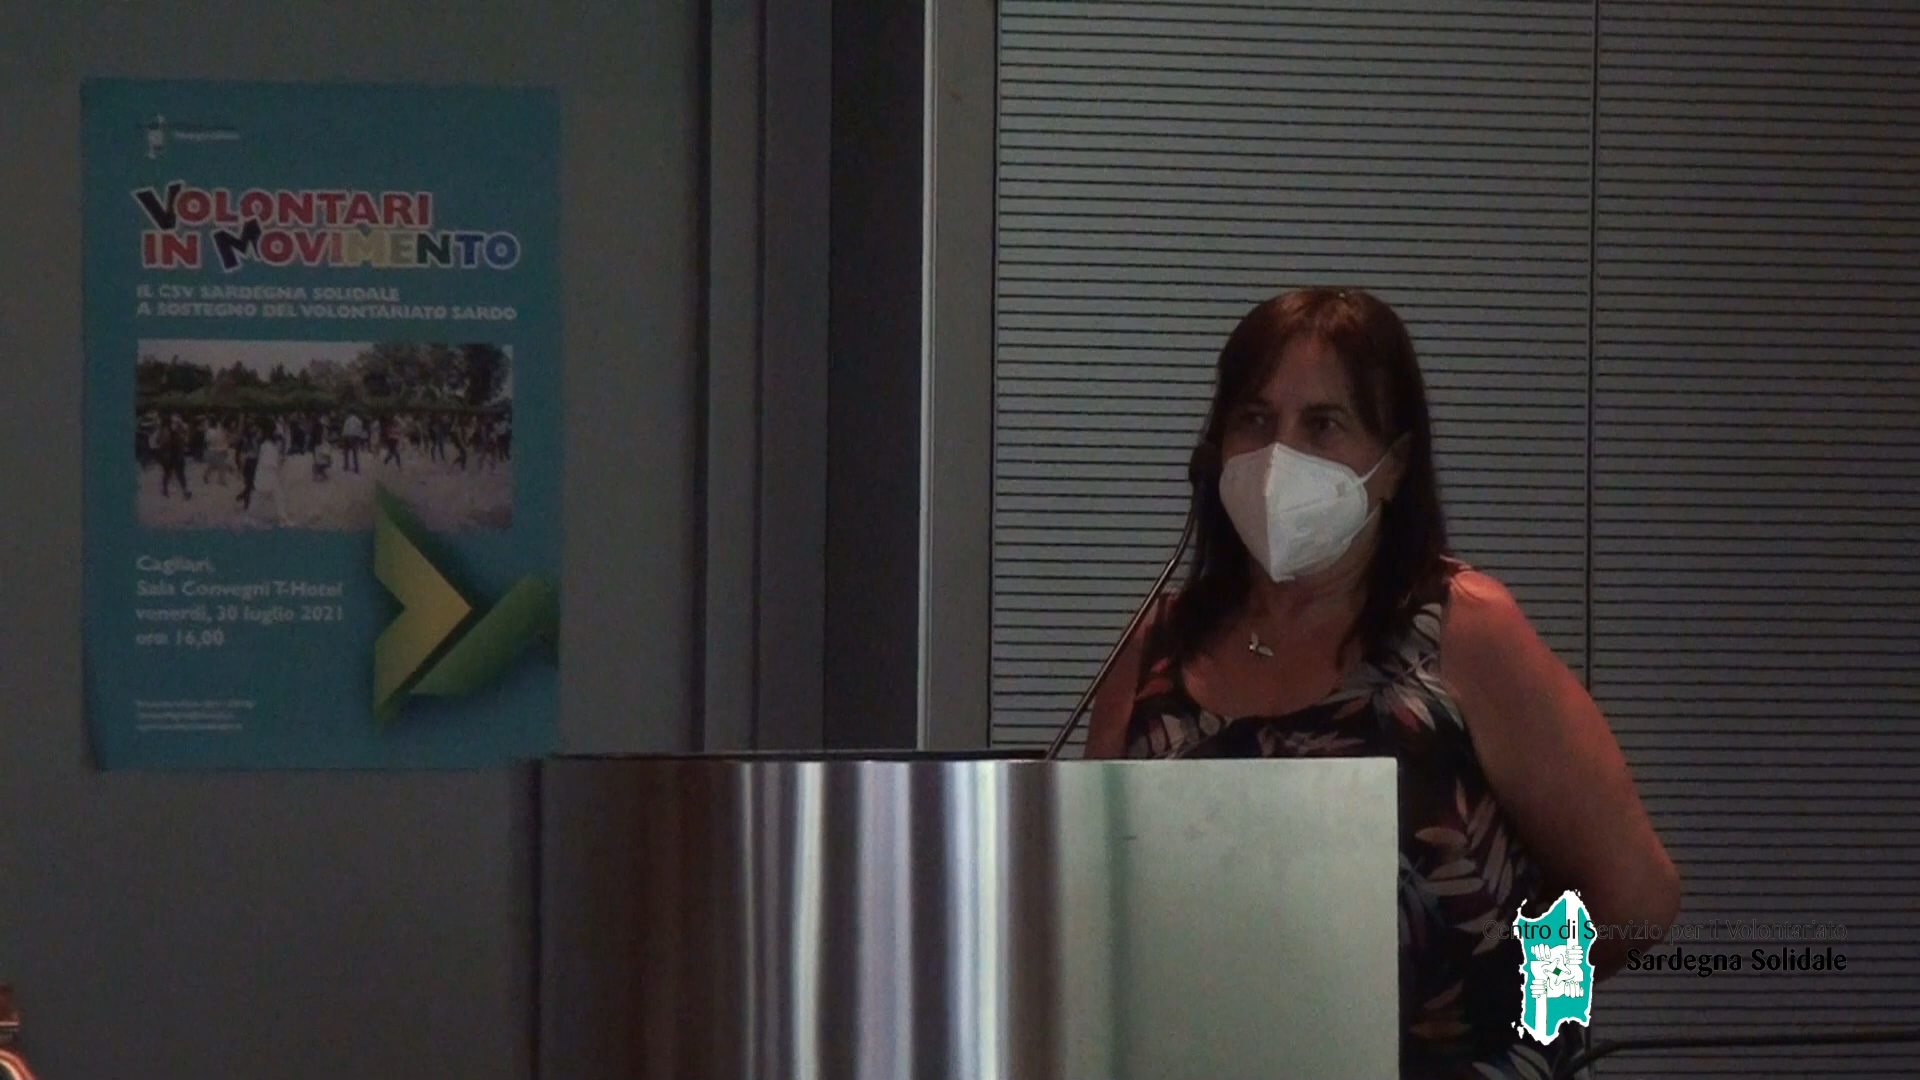 VOLONTARI
IN MOVIMENTO
IL CSV SARDEGNA SOLIDALE
A SOSTEGNO DEL VOLONTARIATO SARDO
Cagliari,
Sala Convegni T-Hotel
venerdì, 30 luglio 2021
ore 16,00
Centro di Servizio per il Volontariato
Sardegna Solidale